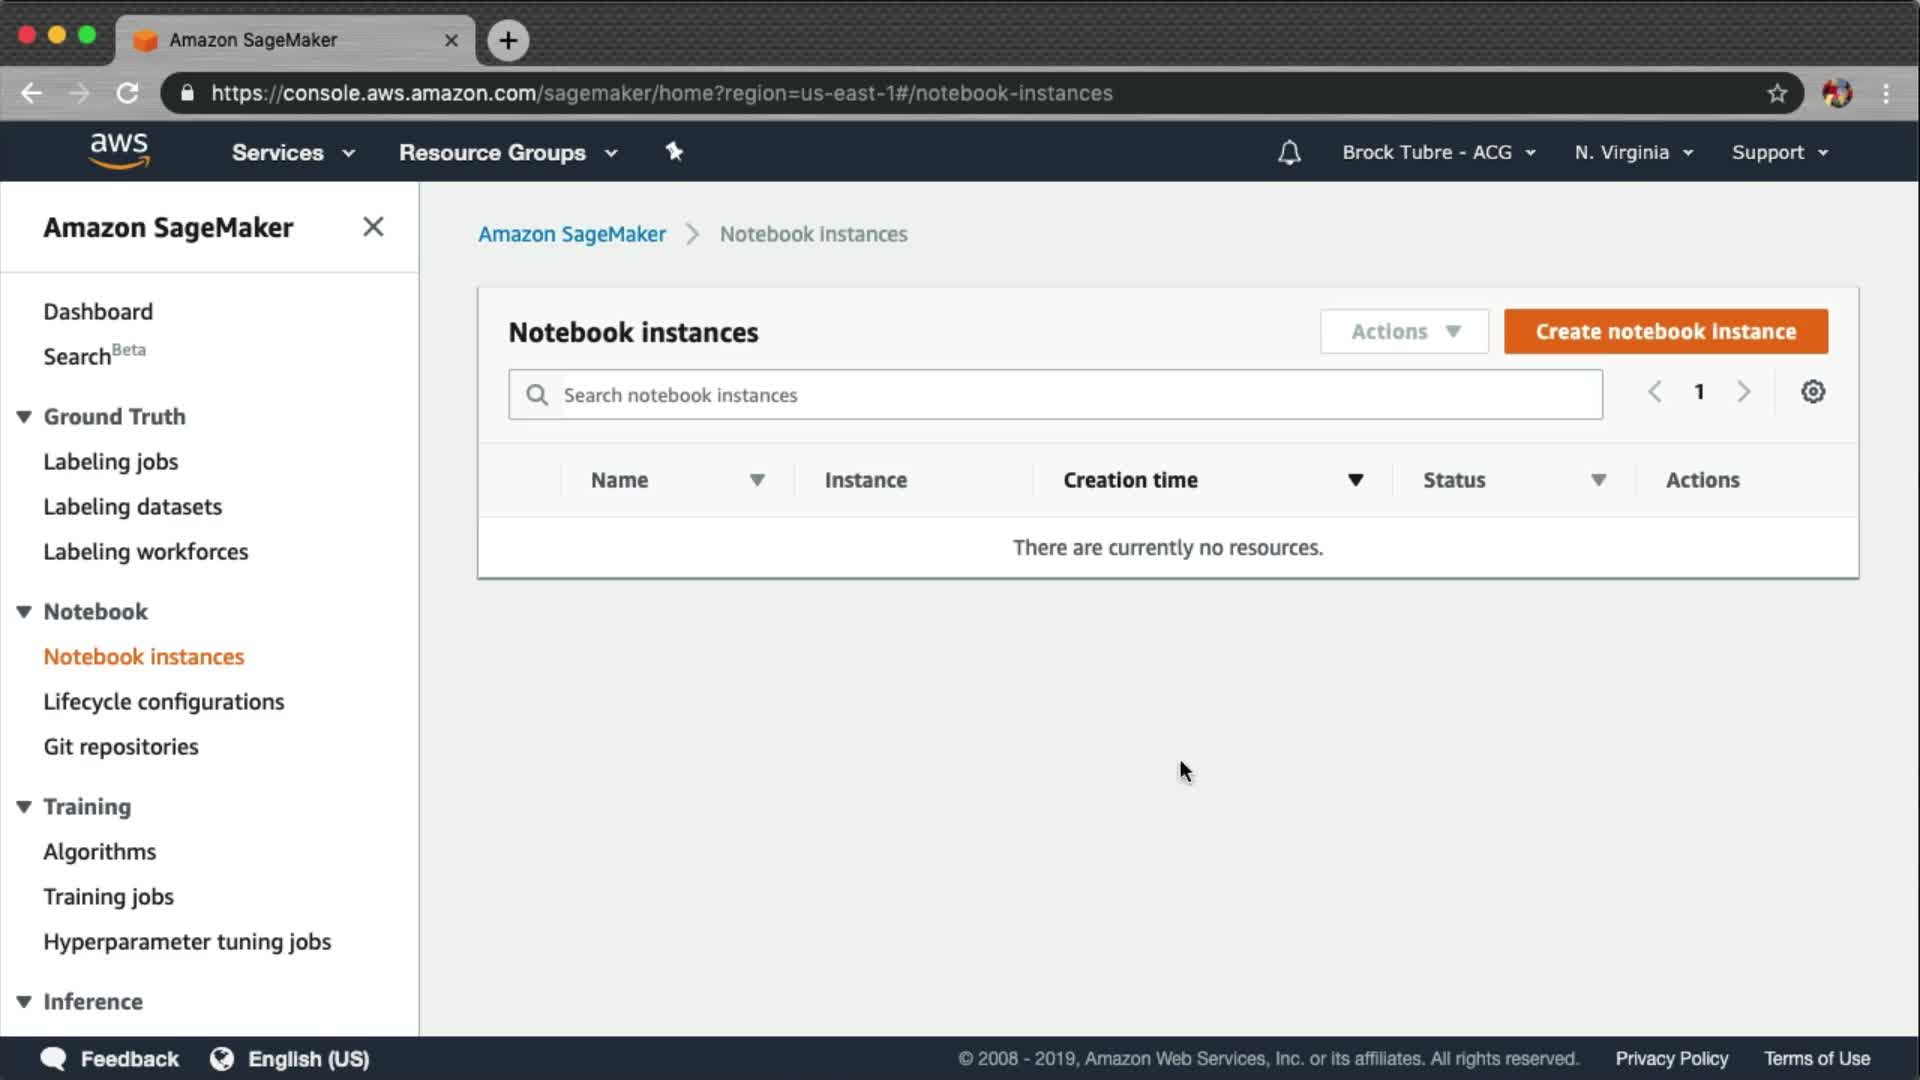 Amazon SageMaker
https://console.aws.amazon.com/sagemaker/home?region=us-east-1#/notebook-instances
aws
Services
Resource Groups
Brock Tubre - ACG
N. Virginia
Support
Amazon SageMaker
Dashboard
Search Beta
Ground Truth
Labeling jobs
Labeling datasets
Labeling workforces
Notebook
Notebook instances
Lifecycle configurations
Git repositories
Training
Algorithms
Training jobs
Hyperparameter tuning jobs
Inference
Amazon SageMaker
Notebook instances
Notebook instances
Actions
Create notebook instance
Search notebook instances
1
Name
Instance
Creation time
Status
Actions
There are currently no resources.
Feedback
English (US)
© 2008 - 2019, Amazon Web Services, Inc. or its affiliates. All rights reserved.
Privacy Policy
Terms of Use